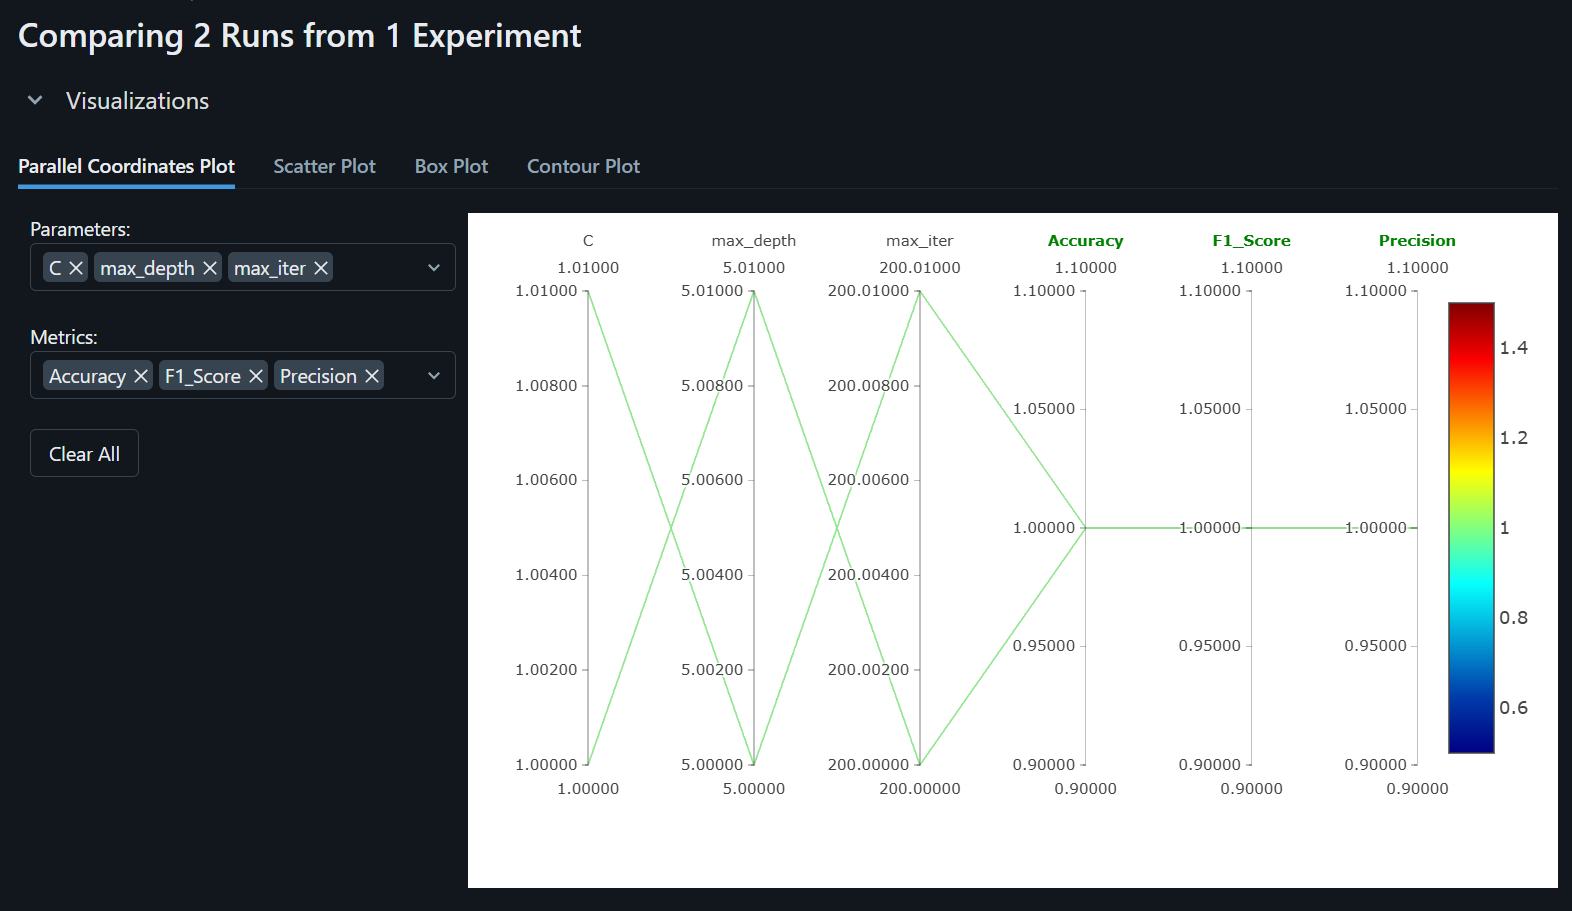 Comparing 2 Runs from 1 Experiment
Visualizations
Parallel Coordinates Plot Scatter Plot Box Plot Contour Plot
Parameters:
C max_depth max_iter
Metrics:
Accuracy F1_Score Precision
Clear All
C max_depth max_iter Accuracy F1_Score Precision
1.01000 5.01000 200.01000 1.10000 1.10000 1.10000
1.01000 5.01000 200.01000 1.10000 1.10000 1.10000
1.00800 5.00800 200.00800
1.05000 1.05000 1.05000
1.00600 5.00600 200.00600
1.00000 1.00000 1.00000
1.00400 5.00400 200.00400
0.95000 0.95000 0.95000
1.00200 5.00200 200.00200
1.00000 5.00000 200.00000 0.90000 0.90000 0.90000
1.00000 5.00000 200.00000 0.90000 0.90000 0.90000
1.4
1.2
1
0.8
0.6